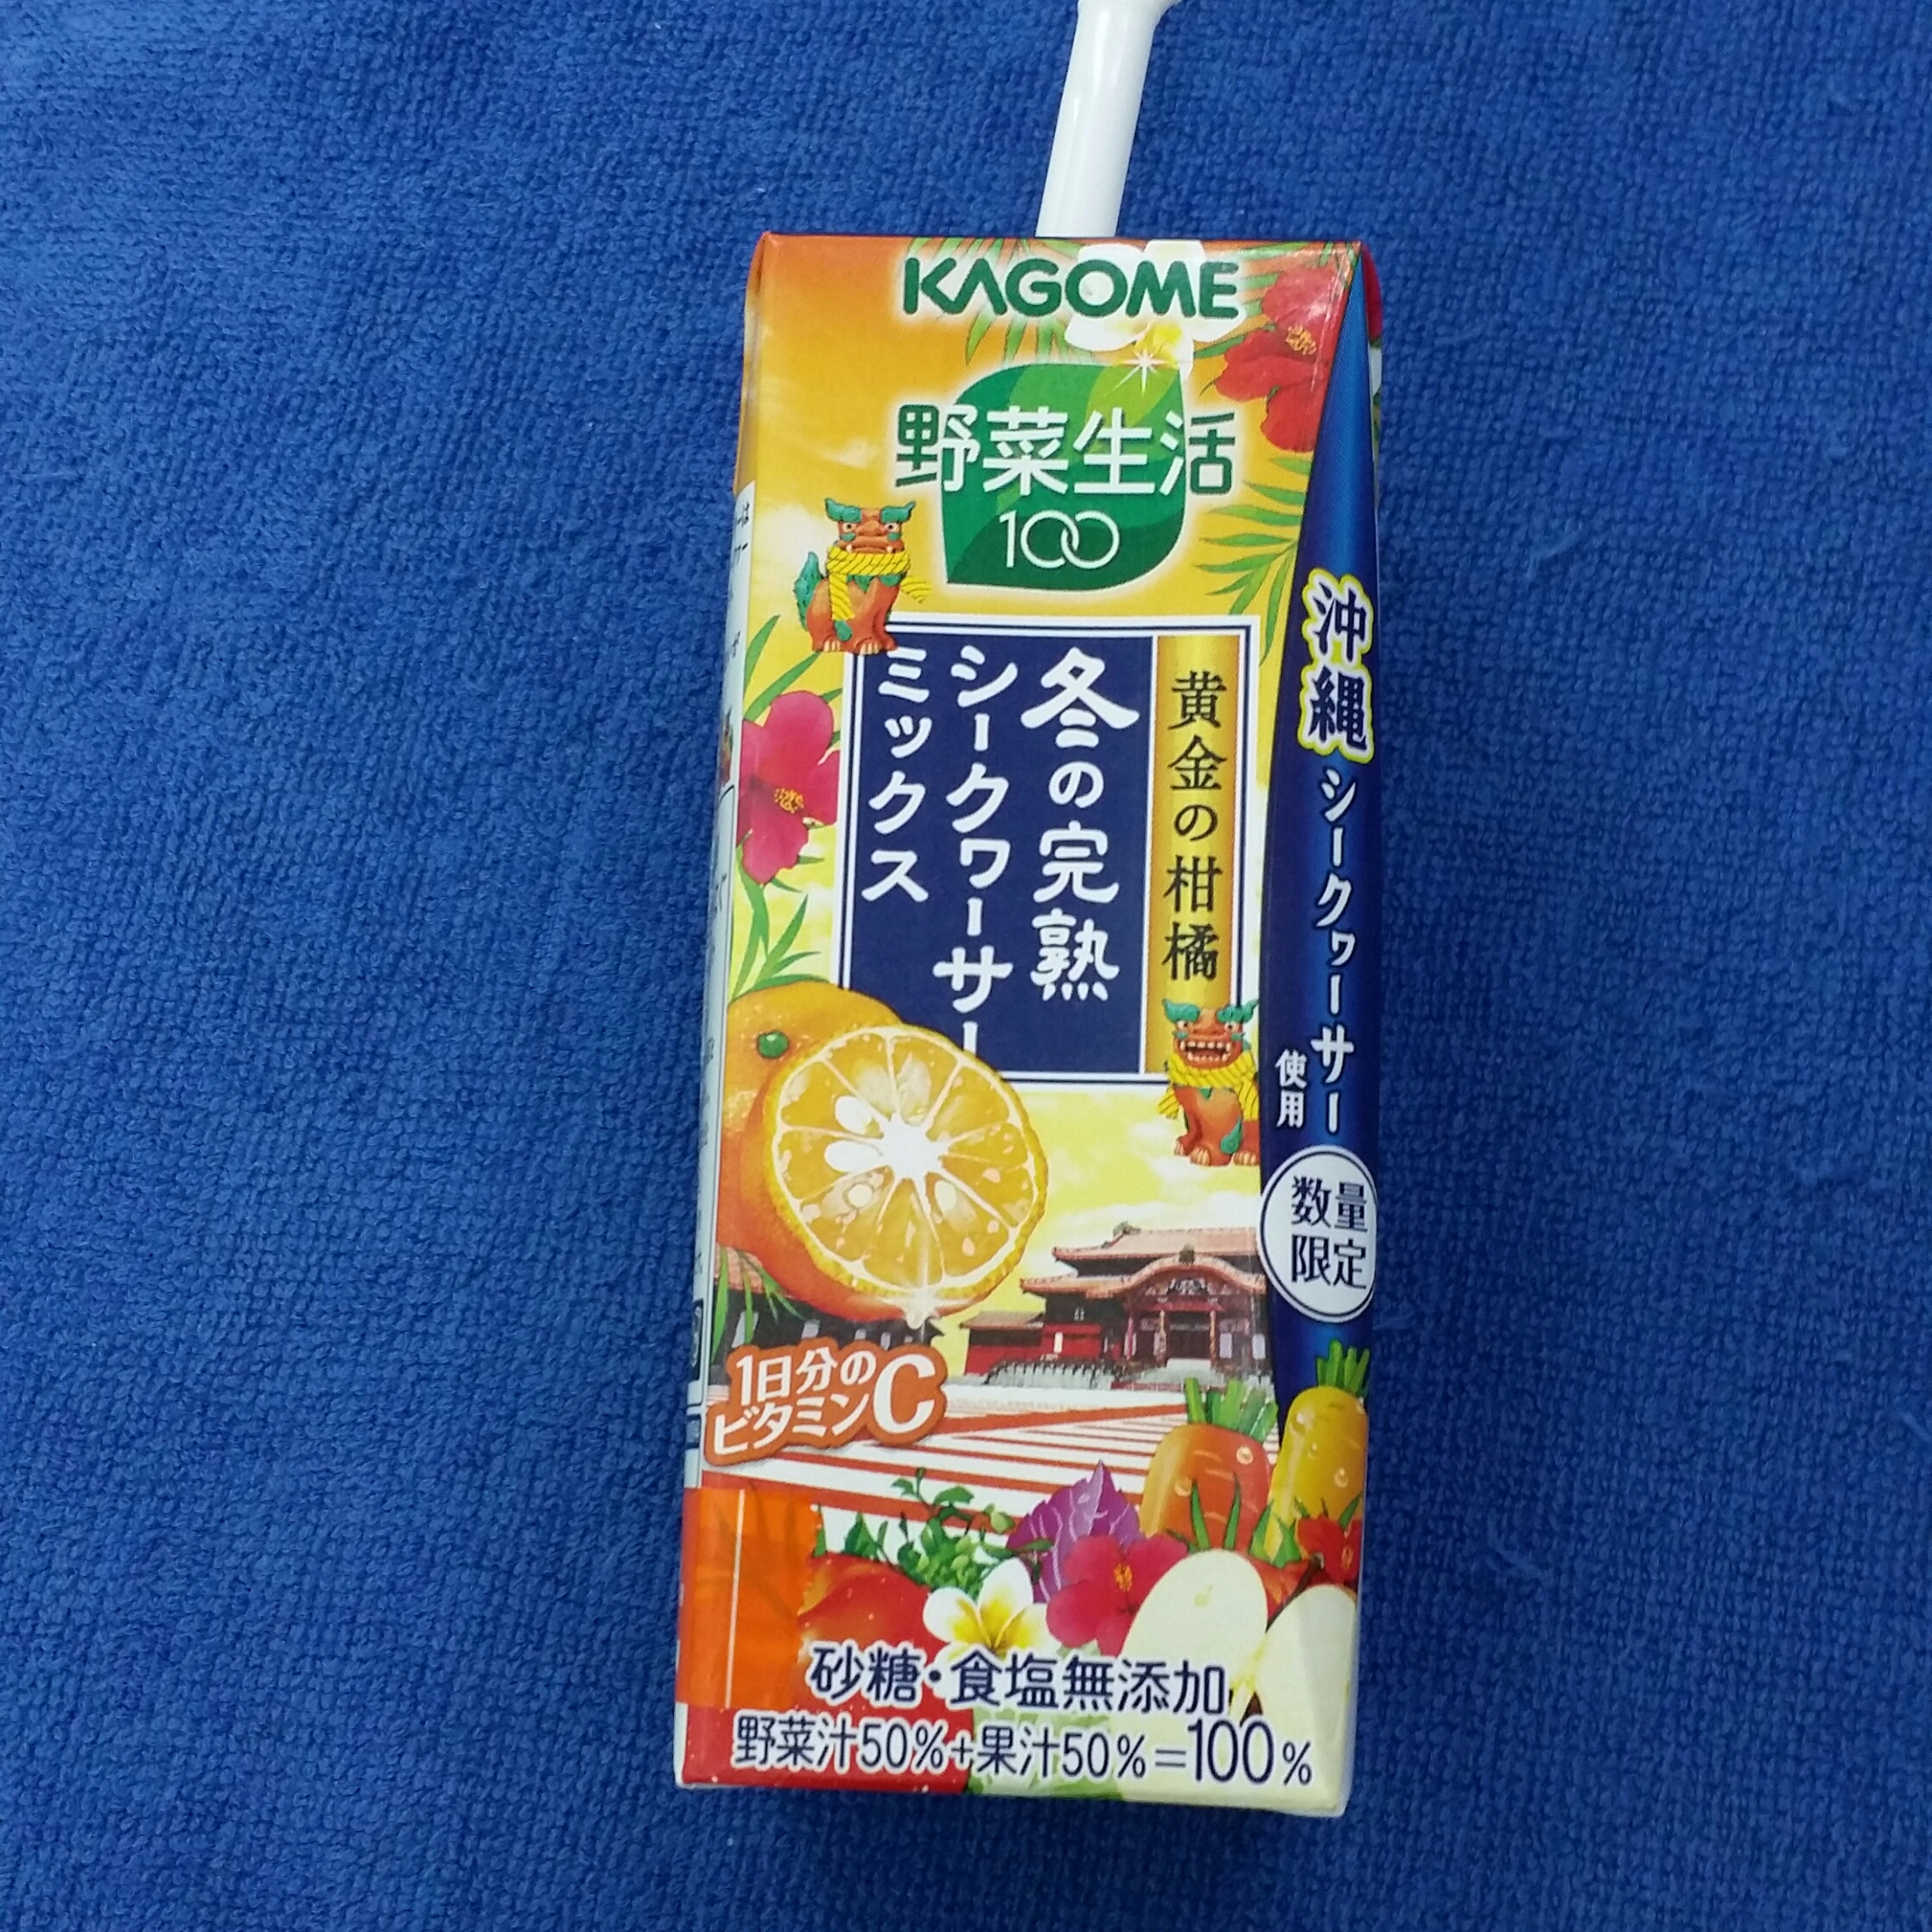 KAGOME
野菜生活
100
黄金の柑橘
冬の完熟
シークワーサー
ミックス
沖縄
シークヮーサー
使用
数量
限定
1日分の
ビタミンC
砂糖・食塩無添加
野菜汁50%+果汁50%=100%